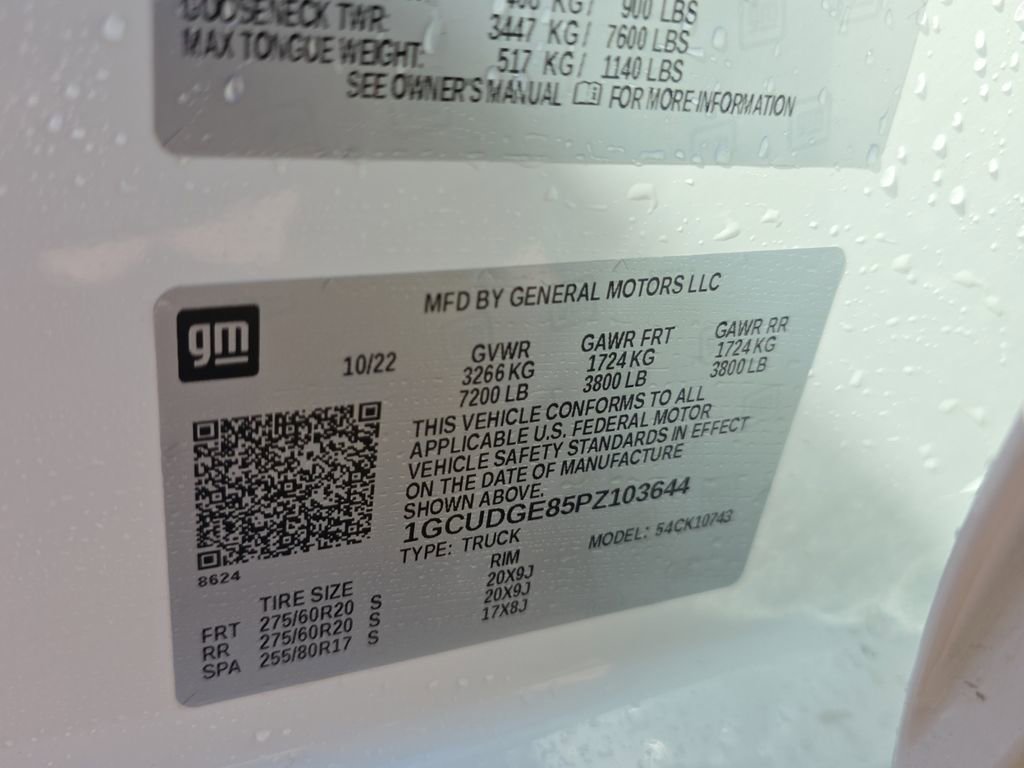 GOOSENECK TWR: 3447 KG/ 7600 LBS
MAX TONGUE WEIGHT: 517 KG/ 1140 LBS
SEE OWNER'S MANUAL FOR MORE INFORMATION
gm
MFD BY GENERAL MOTORS LLC
10/22
GVWR GAWR FRT GAWR RR
3266 KG 1724 KG 1724 KG
7200 LB 3800 LB 3800 LB
THIS VEHICLE CONFORMS TO ALL
APPLICABLE U.S. FEDERAL MOTOR
VEHICLE SAFETY STANDARDS IN EFFECT
ON THE DATE OF MANUFACTURE
SHOWN ABOVE.
1GCUDGE85PZ103644
TYPE: TRUCK MODEL: 54CK10743
8624
TIRE SIZE RIM
FRT 275/60R20 S 20X9J
RR 275/60R20 S 20X9J
SPA 255/80R17 S 17X8J